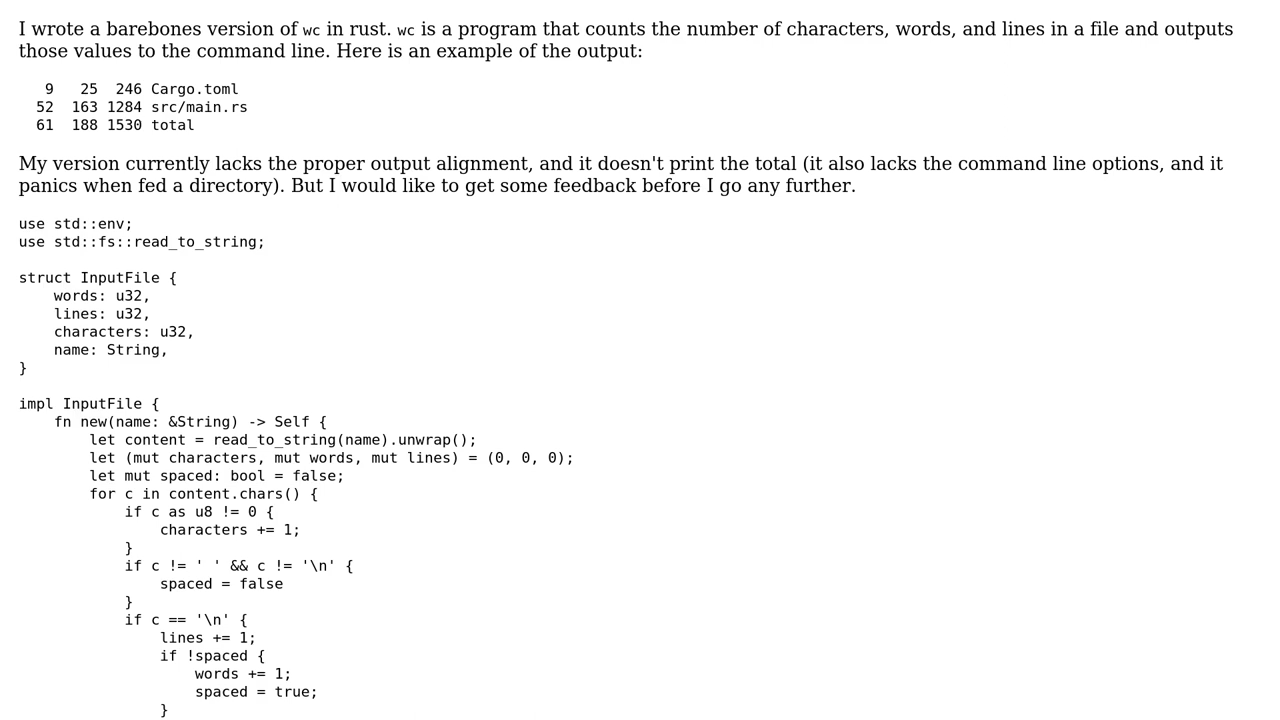 I wrote a barebones version of wc in rust. wc is a program that counts the number of characters, words, and lines in a file and outputs
those values to the command line. Here is an example of the output:
   9   25  246 Cargo.toml
  52  163 1284 src/main.rs
  61  188 1530 total
My version currently lacks the proper output alignment, and it doesn't print the total (it also lacks the command line options, and it
panics when fed a directory). But I would like to get some feedback before I go any further.
use std::env;
use std::fs::read_to_string;

struct InputFile {
    words: u32,
    lines: u32,
    characters: u32,
    name: String,
}

impl InputFile {
    fn new(name: &String) -> Self {
        let content = read_to_string(name).unwrap();
        let (mut characters, mut words, mut lines) = (0, 0, 0);
        let mut spaced: bool = false;
        for c in content.chars() {
            if c as u8 != 0 {
                characters += 1;
            }
            if c != ' ' && c != '\n' {
                spaced = false
            }
            if c == '\n' {
                lines += 1;
                if !spaced {
                    words += 1;
                    spaced = true;
                }